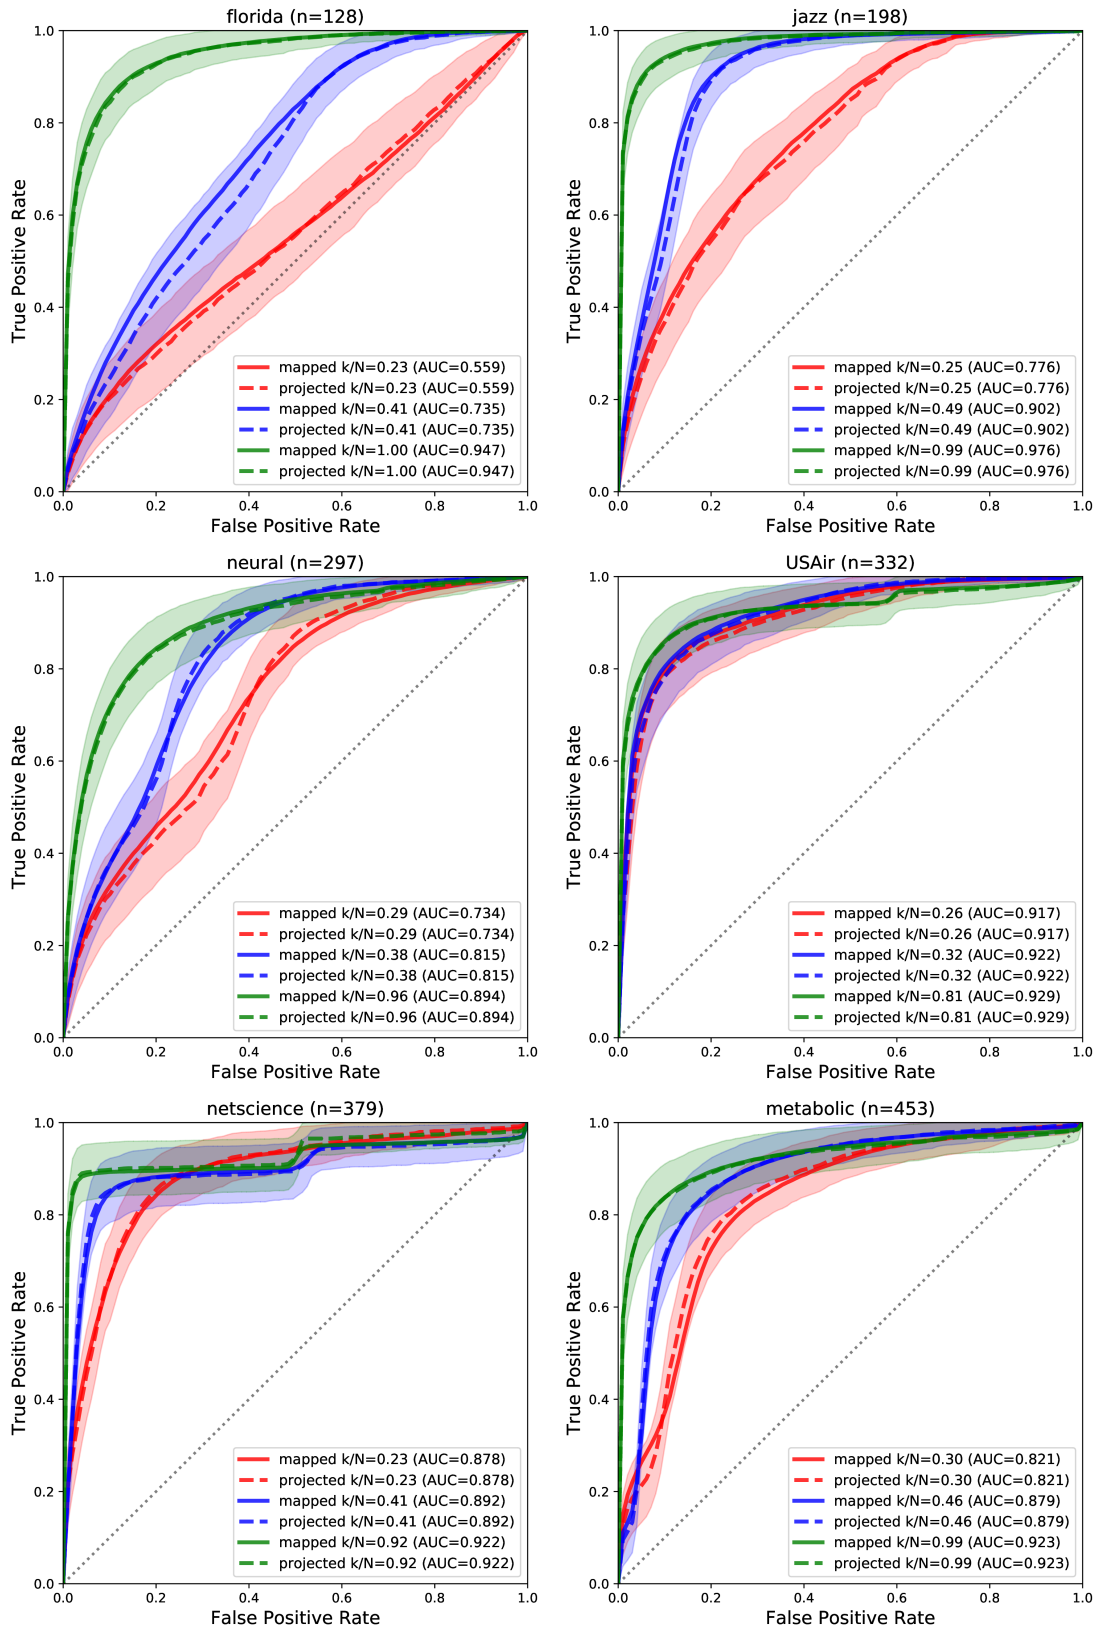 florida (n=128)
True Positive Rate
1.0
0.8
0.6
0.4
0.2
0.0
mapped k/N=0.23 (AUC=0.559)
projected k/N=0.23 (AUC=0.559)
mapped k/N=0.41 (AUC=0.735)
projected k/N=0.41 (AUC=0.735)
mapped k/N=1.00 (AUC=0.947)
projected k/N=1.00 (AUC=0.947)
0.0 0.2 0.4 0.6 0.8 1.0
False Positive Rate
jazz (n=198)
True Positive Rate
1.0
0.8
0.6
0.4
0.2
0.0
mapped k/N=0.25 (AUC=0.776)
projected k/N=0.25 (AUC=0.776)
mapped k/N=0.49 (AUC=0.902)
projected k/N=0.49 (AUC=0.902)
mapped k/N=0.99 (AUC=0.976)
projected k/N=0.99 (AUC=0.976)
0.0 0.2 0.4 0.6 0.8 1.0
False Positive Rate
neural (n=297)
True Positive Rate
1.0
0.8
0.6
0.4
0.2
0.0
mapped k/N=0.29 (AUC=0.734)
projected k/N=0.29 (AUC=0.734)
mapped k/N=0.38 (AUC=0.815)
projected k/N=0.38 (AUC=0.815)
mapped k/N=0.96 (AUC=0.894)
projected k/N=0.96 (AUC=0.894)
0.0 0.2 0.4 0.6 0.8 1.0
False Positive Rate
USAir (n=332)
True Positive Rate
1.0
0.8
0.6
0.4
0.2
0.0
mapped k/N=0.26 (AUC=0.917)
projected k/N=0.26 (AUC=0.917)
mapped k/N=0.32 (AUC=0.922)
projected k/N=0.32 (AUC=0.922)
mapped k/N=0.81 (AUC=0.929)
projected k/N=0.81 (AUC=0.929)
0.0 0.2 0.4 0.6 0.8 1.0
False Positive Rate
netscience (n=379)
True Positive Rate
1.0
0.8
0.6
0.4
0.2
0.0
mapped k/N=0.23 (AUC=0.878)
projected k/N=0.23 (AUC=0.878)
mapped k/N=0.41 (AUC=0.892)
projected k/N=0.41 (AUC=0.892)
mapped k/N=0.92 (AUC=0.922)
projected k/N=0.92 (AUC=0.922)
0.0 0.2 0.4 0.6 0.8 1.0
False Positive Rate
metabolic (n=453)
True Positive Rate
1.0
0.8
0.6
0.4
0.2
0.0
mapped k/N=0.30 (AUC=0.821)
projected k/N=0.30 (AUC=0.821)
mapped k/N=0.46 (AUC=0.879)
projected k/N=0.46 (AUC=0.879)
mapped k/N=0.99 (AUC=0.923)
projected k/N=0.99 (AUC=0.923)
0.0 0.2 0.4 0.6 0.8 1.0
False Positive Rate